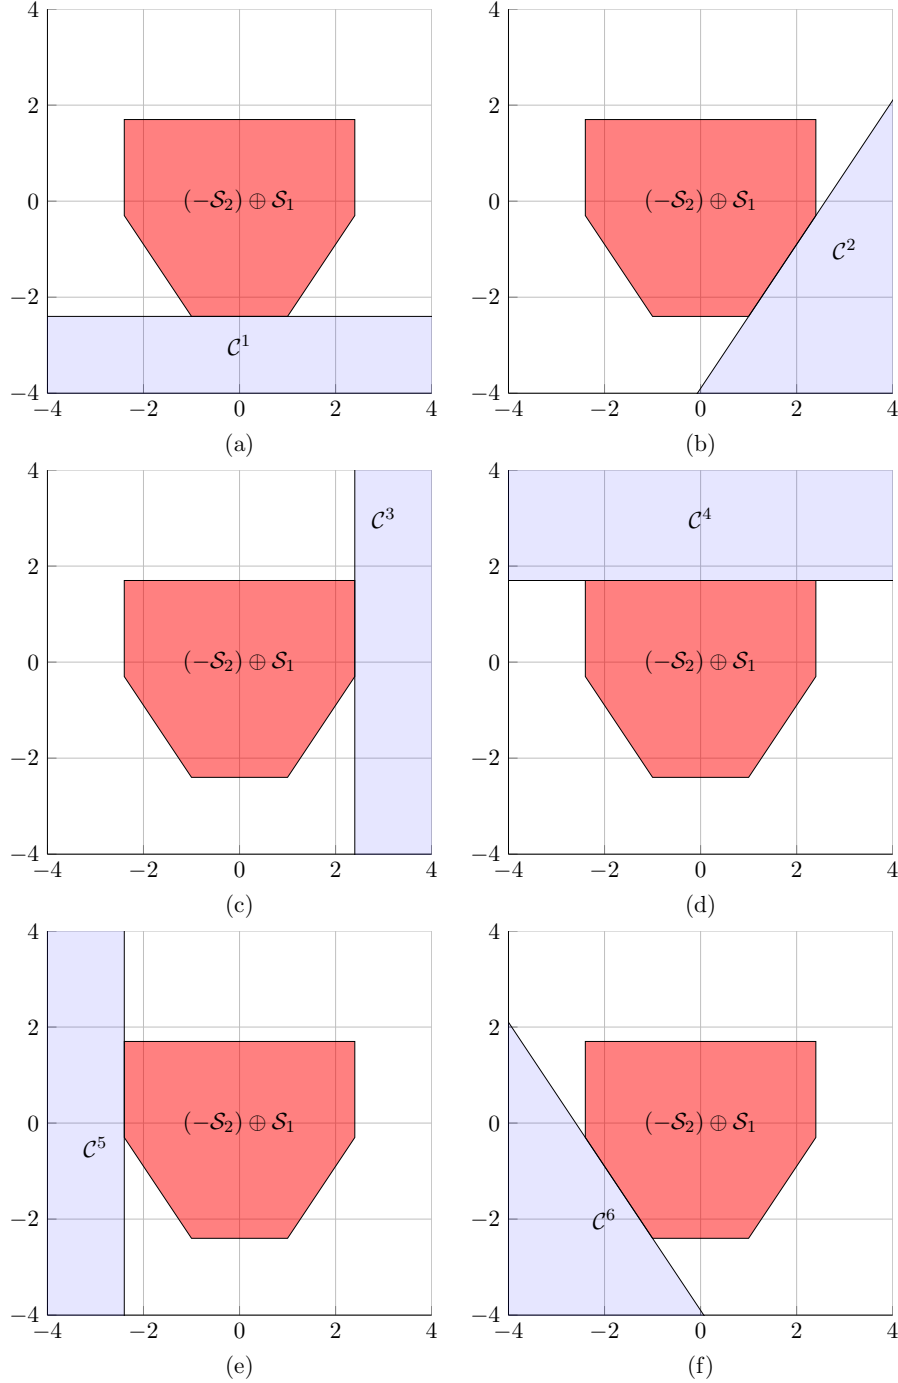 4 4
2 2
0 (−𝒮₂) ⊕ 𝒮₁ 0 (−𝒮₂) ⊕ 𝒮₁
𝒞²
−2 −2
𝒞¹
−4 −4
−4 −2 0 2 4 −4 −2 0 2 4
(a) (b)
4 4
𝒞³ 𝒞⁴
2 2
0 (−𝒮₂) ⊕ 𝒮₁ 0 (−𝒮₂) ⊕ 𝒮₁
−2 −2
−4 −4
−4 −2 0 2 4 −4 −2 0 2 4
(c) (d)
4 4
2 2
0 (−𝒮₂) ⊕ 𝒮₁ 0 (−𝒮₂) ⊕ 𝒮₁
𝒞⁵
−2 −2 𝒞⁶
−4 −4
−4 −2 0 2 4 −4 −2 0 2 4
(e) (f)